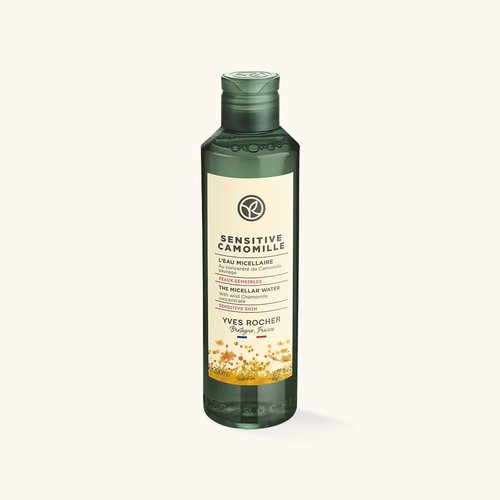 SENSITIVE
CAMOMILLE
L'EAU MICELLAIRE
Au concentré de Camomille
sauvage
PEAUX SENSIBLES
THE MICELLAR WATER
With wild Chamomile
concentrate
SENSITIVE SKIN
YVES ROCHER
Bretagne, France